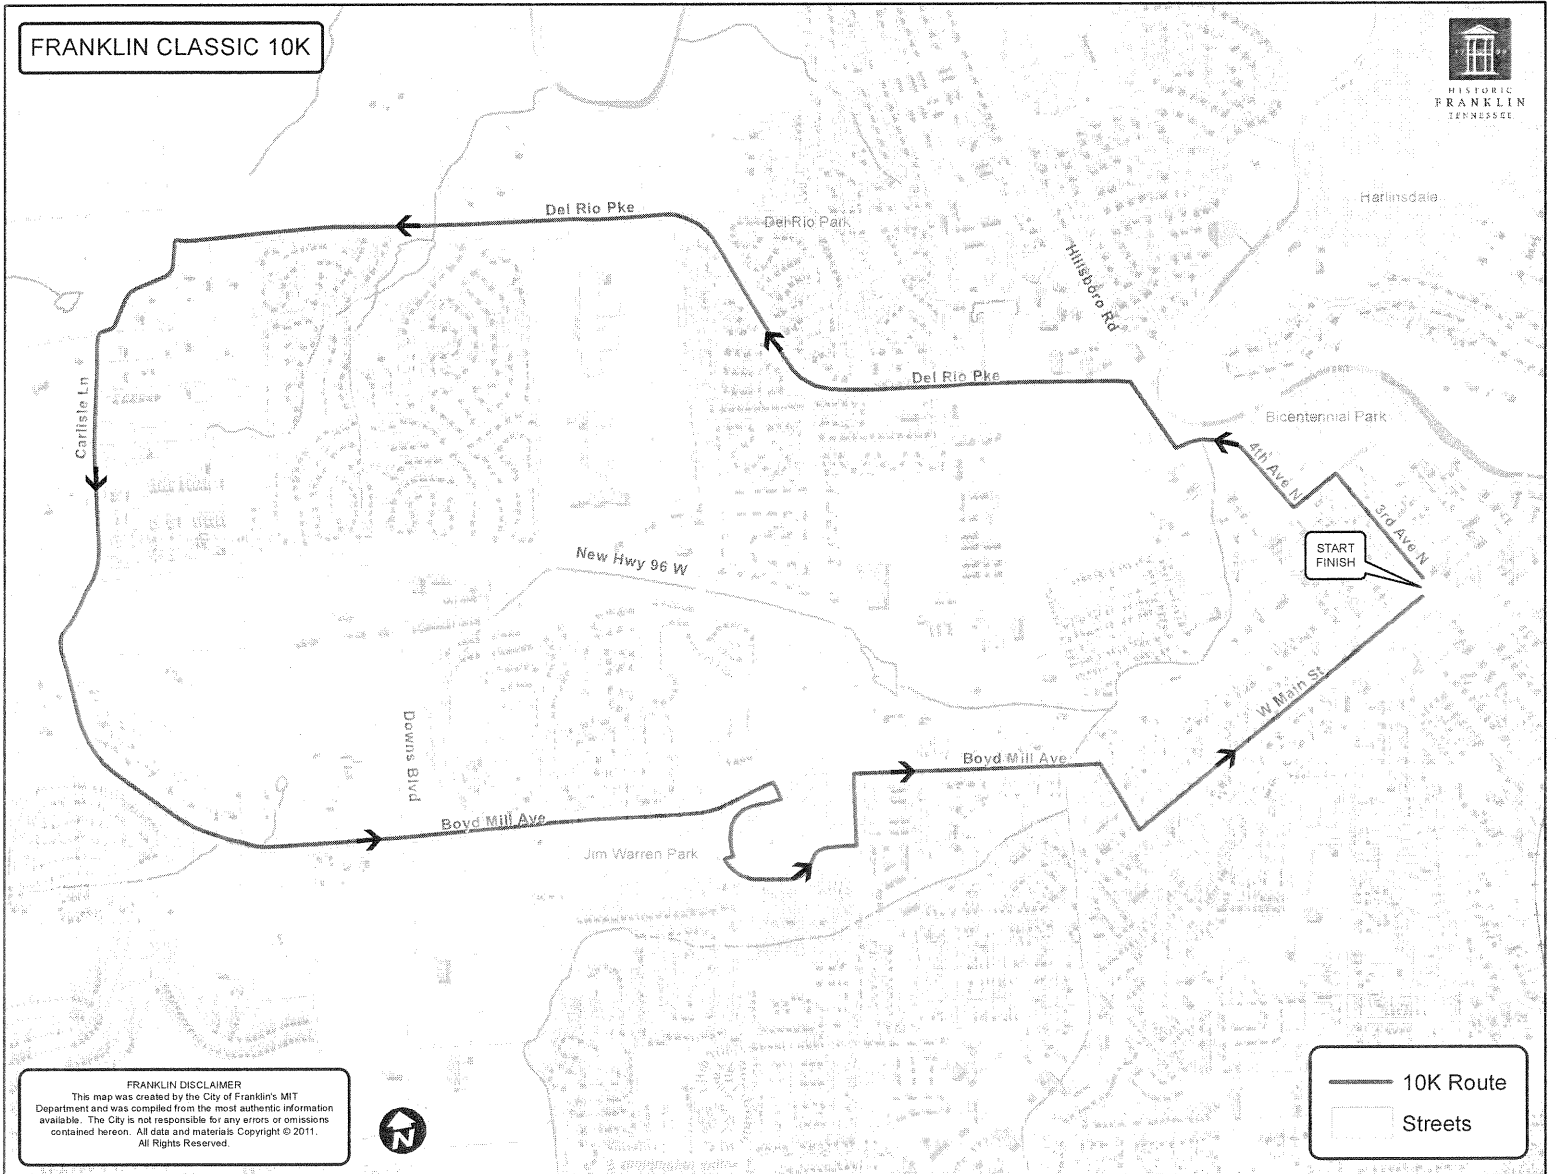 FRANKLIN CLASSIC 10K
HISTORIC
FRANKLIN
TENNESSEE
Harlinsdale
Del Rio Pke
Del Rio Park
Hillsboro Rd
Del Rio Pke
Carlisle Ln
Bicentennial Park
4th Ave N
3rd Ave N
START
FINISH
New Hwy 96 W
W Main St
Downs Blvd
Boyd Mill Ave
Boyd Mill Ave
Jim Warren Park
FRANKLIN DISCLAIMER
This map was created by the City of Franklin's MIT
Department and was compiled from the most authentic information
available. The City is not responsible for any errors or omissions
contained hereon. All data and materials Copyright © 2011.
All Rights Reserved.
N
10K Route
Streets